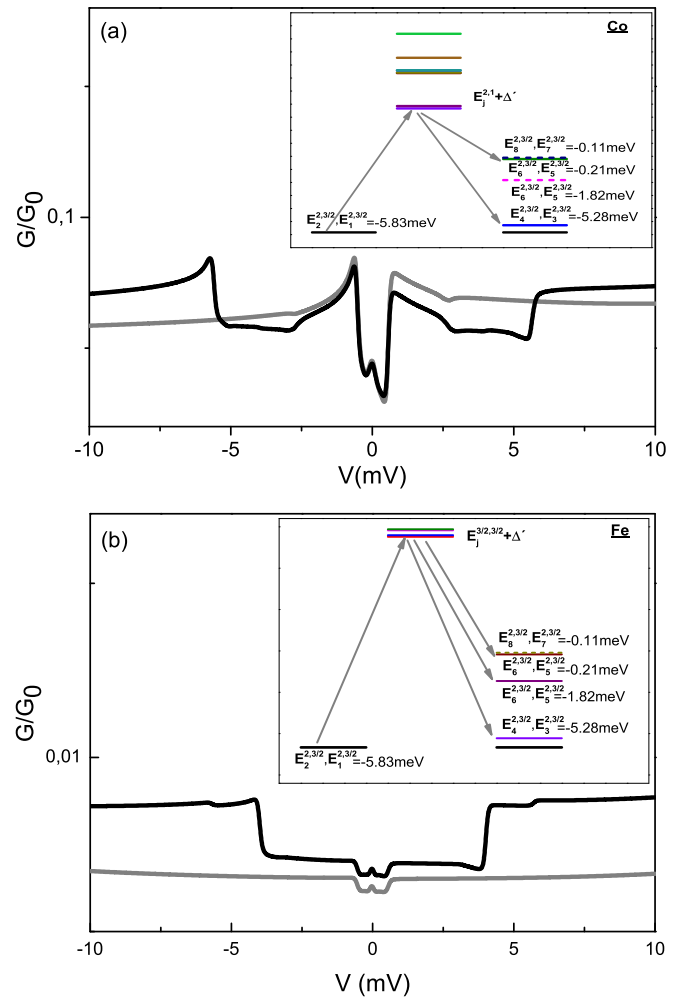 (a)
Co
E_j^{2,1}+Δ´
E_8^{2,3/2},E_7^{2,3/2}=-0.11meV
E_6^{2,3/2},E_5^{2,3/2}=-0.21meV
E_6^{2,3/2},E_5^{2,3/2}=-1.82meV
E_4^{2,3/2},E_3^{2,3/2}=-5.28meV
E_2^{2,3/2},E_1^{2,3/2}=-5.83meV
G/G_0
0,1
-10 -5 0 5 10
V(mV)
(b)
Fe
E_j^{3/2,3/2}+Δ´
E_8^{2,3/2},E_7^{2,3/2}=-0.11meV
E_6^{2,3/2},E_5^{2,3/2}=-0.21meV
E_6^{2,3/2},E_5^{2,3/2}=-1.82meV
E_4^{2,3/2},E_3^{2,3/2}=-5.28meV
E_2^{2,3/2},E_1^{2,3/2}=-5.83meV
G/G_0
0,01
-10 -5 0 5 10
V (mV)